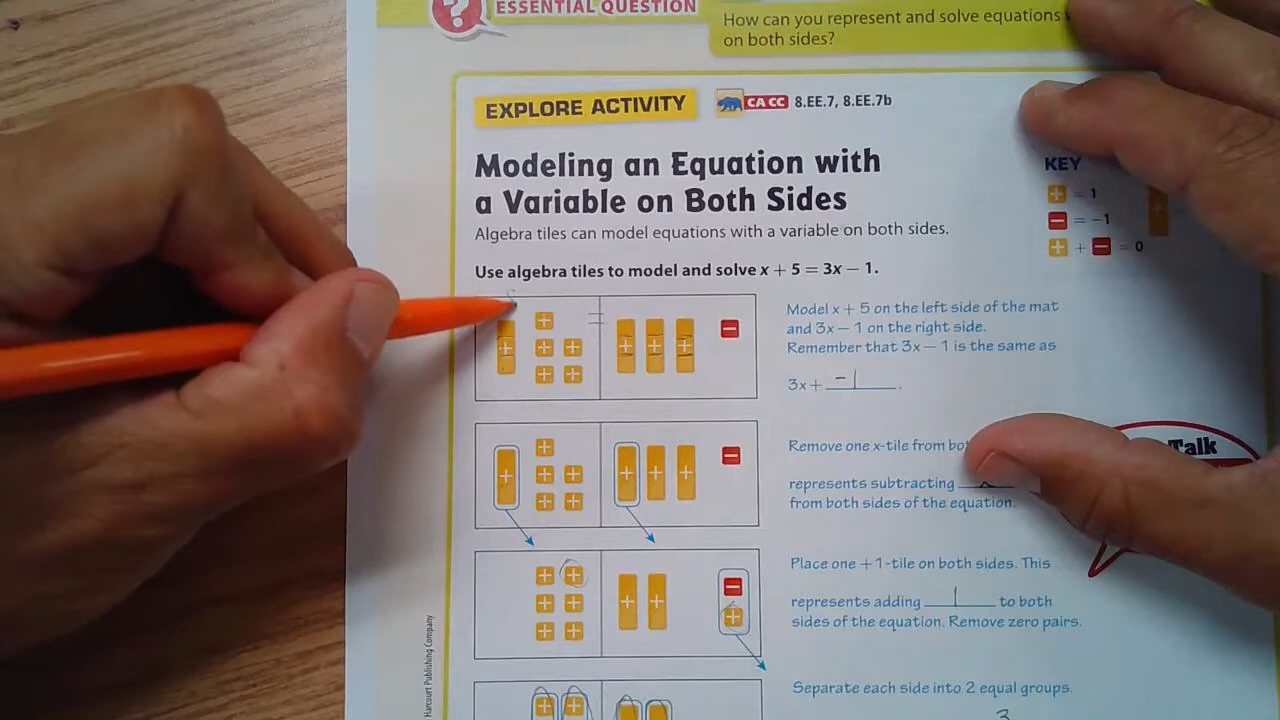 ?
ESSENTIAL QUESTION
How can you represent and solve equations
on both sides?
EXPLORE ACTIVITY
CA CC 8.EE.7, 8.EE.7b
Modeling an Equation with
a Variable on Both Sides
Algebra tiles can model equations with a variable on both sides.
KEY
+ = 1
− = −1
+ + − = 0
Use algebra tiles to model and solve x + 5 = 3x − 1.
Model x + 5 on the left side of the mat
and 3x − 1 on the right side.
Remember that 3x − 1 is the same as
3x + -1.
Remove one x-tile from
represents subtracting
from both sides of the equation.
Talk
Place one +1-tile on both sides. This
represents adding 1 to both
sides of the equation. Remove zero pairs.
Separate each side into 2 equal groups.
3
Harcourt Publishing Company